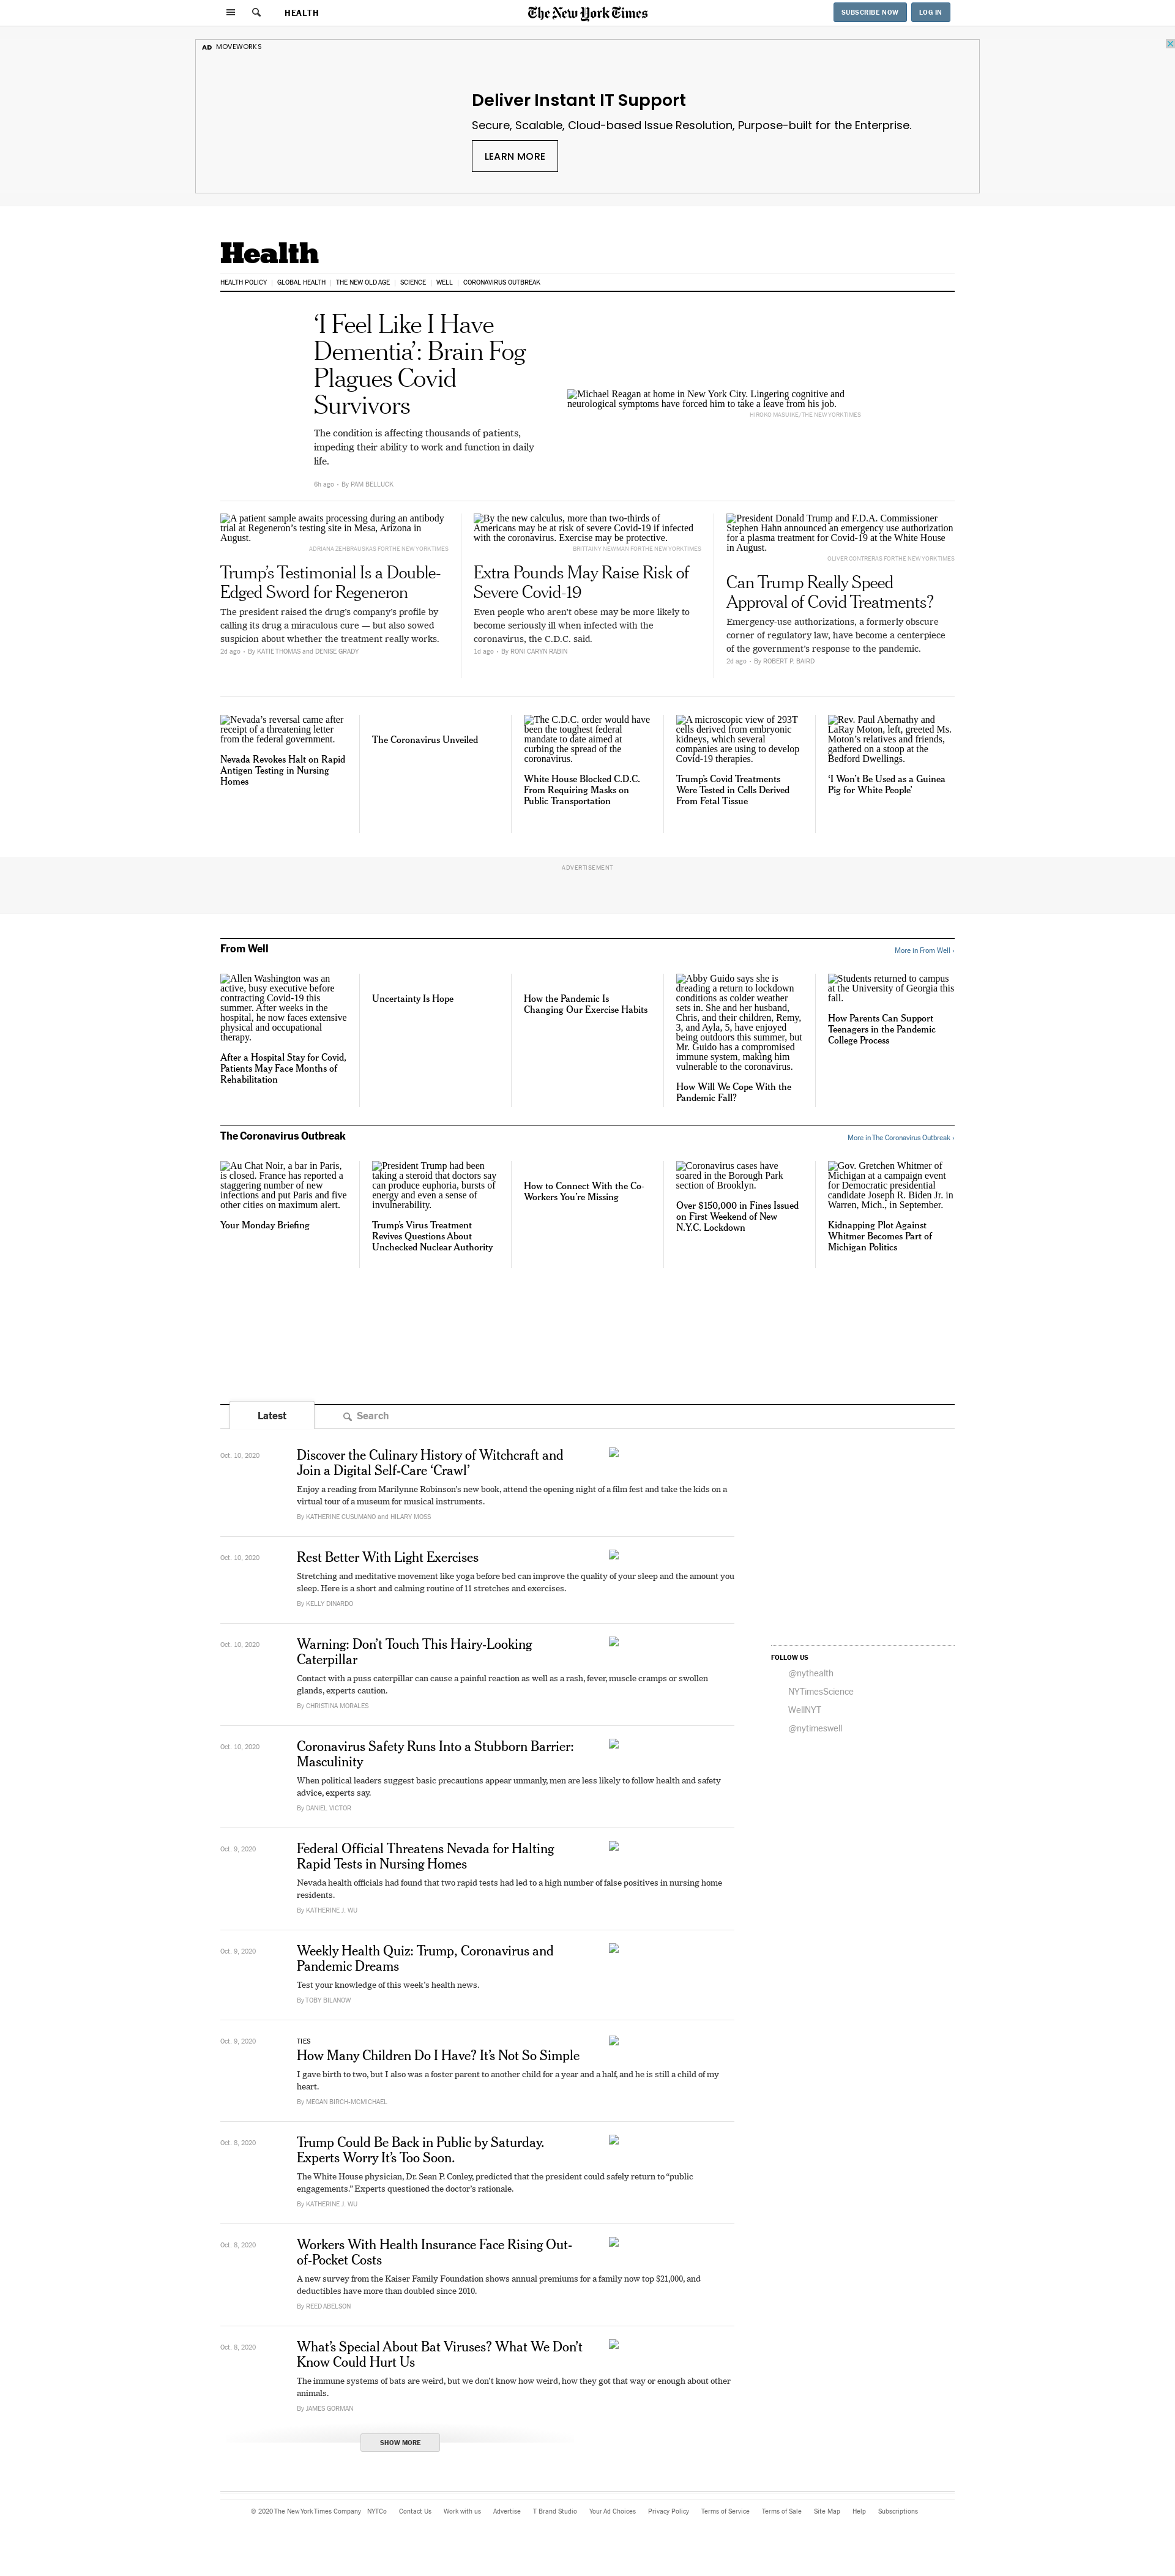 HEALTH
The New York Times
SUBSCRIBE NOW
LOG IN
AD MOVEWORKS
Deliver Instant IT Support
Secure, Scalable, Cloud-based Issue Resolution, Purpose-built for the Enterprise.
LEARN MORE
Health
HEALTH POLICY | GLOBAL HEALTH | THE NEW OLD AGE | SCIENCE | WELL | CORONAVIRUS OUTBREAK
‘I Feel Like I Have
Dementia’: Brain Fog
Plagues Covid
Survivors
The condition is affecting thousands of patients,
impeding their ability to work and function in daily
life.
6h ago • By PAM BELLUCK
Michael Reagan at home in New York City. Lingering cognitive and
neurological symptoms have forced him to take a leave from his job.
HIROKO MASUIKE/THE NEW YORK TIMES
A patient sample awaits processing during an antibody
trial at Regeneron’s testing site in Mesa, Arizona in
August.
ADRIANA ZEHBRAUSKAS FOR THE NEW YORK TIMES
Trump’s Testimonial Is a Double-
Edged Sword for Regeneron
The president raised the drug’s company’s profile by
calling its drug a miraculous cure — but also sowed
suspicion about whether the treatment really works.
2d ago • By KATIE THOMAS and DENISE GRADY
By the new calculus, more than two-thirds of
Americans may be at risk of severe Covid-19 if infected
with the coronavirus. Exercise may be protective.
BRITTAINY NEWMAN FOR THE NEW YORK TIMES
Extra Pounds May Raise Risk of
Severe Covid-19
Even people who aren’t obese may be more likely to
become seriously ill when infected with the
coronavirus, the C.D.C. said.
1d ago • By RONI CARYN RABIN
President Donald Trump and F.D.A. Commissioner
Stephen Hahn announced an emergency use authorization
for a plasma treatment for Covid-19 at the White House
in August.
OLIVER CONTRERAS FOR THE NEW YORK TIMES
Can Trump Really Speed
Approval of Covid Treatments?
Emergency-use authorizations, a formerly obscure
corner of regulatory law, have become a centerpiece
of the government’s response to the pandemic.
2d ago • By ROBERT P. BAIRD
Nevada’s reversal came after
receipt of a threatening letter
from the federal government.
Nevada Revokes Halt on Rapid
Antigen Testing in Nursing
Homes
The Coronavirus Unveiled
The C.D.C. order would have
been the toughest federal
mandate to date aimed at
curbing the spread of the
coronavirus.
White House Blocked C.D.C.
From Requiring Masks on
Public Transportation
A microscopic view of 293T
cells derived from embryonic
kidneys, which several
companies are using to develop
Covid-19 therapies.
Trump’s Covid Treatments
Were Tested in Cells Derived
From Fetal Tissue
Rev. Paul Abernathy and
LaRay Moton, left, greeted Ms.
Moton’s relatives and friends,
gathered on a stoop at the
Bedford Dwellings.
‘I Won’t Be Used as a Guinea
Pig for White People’
ADVERTISEMENT
From Well
More in From Well ›
Allen Washington was an
active, busy executive before
contracting Covid-19 this
summer. After weeks in the
hospital, he now faces extensive
physical and occupational
therapy.
After a Hospital Stay for Covid,
Patients May Face Months of
Rehabilitation
Uncertainty Is Hope
How the Pandemic Is
Changing Our Exercise Habits
Abby Guido says she is
dreading a return to lockdown
conditions as colder weather
sets in. She and her husband,
Chris, and their children, Remy,
3, and Ayla, 5, have enjoyed
being outdoors this summer, but
Mr. Guido has a compromised
immune system, making him
vulnerable to the coronavirus.
How Will We Cope With the
Pandemic Fall?
Students returned to campus
at the University of Georgia this
fall.
How Parents Can Support
Teenagers in the Pandemic
College Process
The Coronavirus Outbreak
More in The Coronavirus Outbreak ›
Au Chat Noir, a bar in Paris,
is closed. France has reported a
staggering number of new
infections and put Paris and five
other cities on maximum alert.
Your Monday Briefing
President Trump had been
taking a steroid that doctors say
can produce euphoria, bursts of
energy and even a sense of
invulnerability.
Trump’s Virus Treatment
Revives Questions About
Unchecked Nuclear Authority
How to Connect With the Co-
Workers You’re Missing
Coronavirus cases have
soared in the Borough Park
section of Brooklyn.
Over $150,000 in Fines Issued
on First Weekend of New
N.Y.C. Lockdown
Gov. Gretchen Whitmer of
Michigan at a campaign event
for Democratic presidential
candidate Joseph R. Biden Jr. in
Warren, Mich., in September.
Kidnapping Plot Against
Whitmer Becomes Part of
Michigan Politics
Latest
Search
Oct. 10, 2020
Discover the Culinary History of Witchcraft and
Join a Digital Self-Care ‘Crawl’
Enjoy a reading from Marilynne Robinson’s new book, attend the opening night of a film fest and take the kids on a
virtual tour of a museum for musical instruments.
By KATHERINE CUSUMANO and HILARY MOSS
Oct. 10, 2020
Rest Better With Light Exercises
Stretching and meditative movement like yoga before bed can improve the quality of your sleep and the amount you
sleep. Here is a short and calming routine of 11 stretches and exercises.
By KELLY DINARDO
Oct. 10, 2020
Warning: Don’t Touch This Hairy-Looking
Caterpillar
Contact with a puss caterpillar can cause a painful reaction as well as a rash, fever, muscle cramps or swollen
glands, experts caution.
By CHRISTINA MORALES
Oct. 10, 2020
Coronavirus Safety Runs Into a Stubborn Barrier:
Masculinity
When political leaders suggest basic precautions appear unmanly, men are less likely to follow health and safety
advice, experts say.
By DANIEL VICTOR
Oct. 9, 2020
Federal Official Threatens Nevada for Halting
Rapid Tests in Nursing Homes
Nevada health officials had found that two rapid tests had led to a high number of false positives in nursing home
residents.
By KATHERINE J. WU
Oct. 9, 2020
Weekly Health Quiz: Trump, Coronavirus and
Pandemic Dreams
Test your knowledge of this week’s health news.
By TOBY BILANOW
Oct. 9, 2020
TIES
How Many Children Do I Have? It’s Not So Simple
I gave birth to two, but I also was a foster parent to another child for a year and a half, and he is still a child of my
heart.
By MEGAN BIRCH-MCMICHAEL
Oct. 8, 2020
Trump Could Be Back in Public by Saturday.
Experts Worry It’s Too Soon.
The White House physician, Dr. Sean P. Conley, predicted that the president could safely return to “public
engagements.” Experts questioned the doctor’s rationale.
By KATHERINE J. WU
Oct. 8, 2020
Workers With Health Insurance Face Rising Out-
of-Pocket Costs
A new survey from the Kaiser Family Foundation shows annual premiums for a family now top $21,000, and
deductibles have more than doubled since 2010.
By REED ABELSON
Oct. 8, 2020
What’s Special About Bat Viruses? What We Don’t
Know Could Hurt Us
The immune systems of bats are weird, but we don’t know how weird, how they got that way or enough about other
animals.
By JAMES GORMAN
SHOW MORE
FOLLOW US
@nythealth
NYTimesScience
WellNYT
@nytimeswell
© 2020 The New York Times Company NYTCo Contact Us Work with us Advertise T Brand Studio Your Ad Choices Privacy Policy Terms of Service Terms of Sale Site Map Help Subscriptions